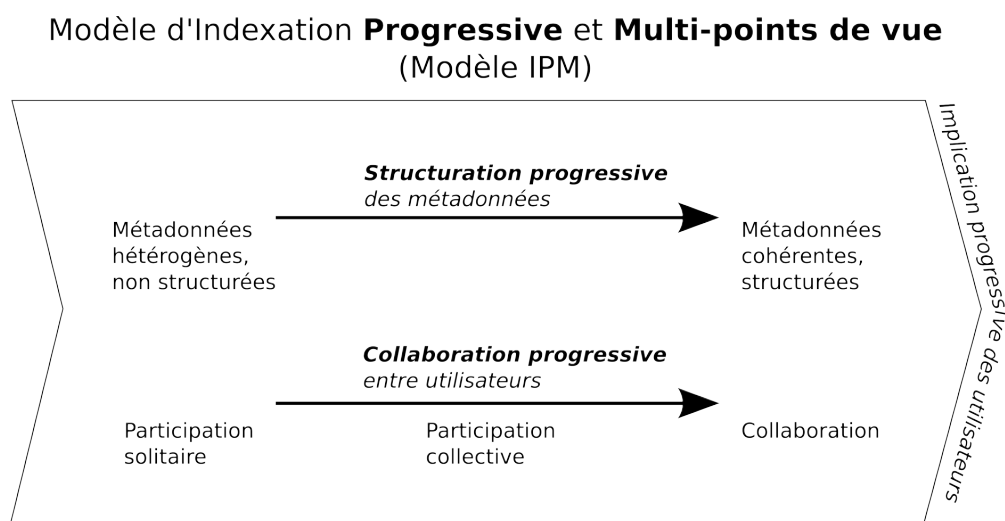 Modèle d'Indexation Progressive et Multi-points de vue
(Modèle IPM)
Structuration progressive
des métadonnées
Métadonnées
hétérogènes,
non structurées
Métadonnées
cohérentes,
structurées
Collaboration progressive
entre utilisateurs
Participation
solitaire
Participation
collective
Collaboration
Implication progressive des utilisateurs